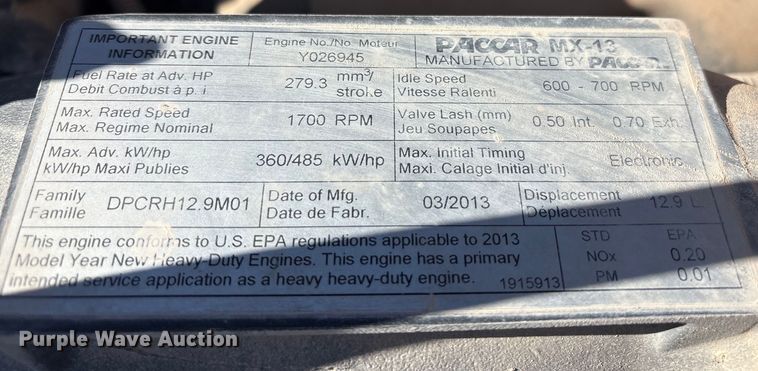 IMPORTANT ENGINE INFORMATION
Engine No./No. Moteur
Y026945
PACCAR MX-13
MANUFACTURED BY PACCAR
Fuel Rate at Adv. HP
Debit Combust à p. i
279.3 mm³/stroke
Idle Speed
Vitesse Ralenti
600 - 700 RPM
Max. Rated Speed
Max. Regime Nominal
1700 RPM
Valve Lash (mm)
Jeu Soupapes
0.50 Int. 0.70 Exh.
Max. Adv. kW/hp
kW/hp Maxi Publies
360/485 kW/hp
Max. Initial Timing
Maxi. Calage Initial d'inj.
Electronic
Family
Famille
DPCRH12.9M01
Date of Mfg.
Date de Fabr.
03/2013
Displacement
Déplacement
12.9 L
This engine conforms to U.S. EPA regulations applicable to 2013
Model Year New Heavy-Duty Engines. This engine has a primary
intended service application as a heavy heavy-duty engine.
1915913
STD EPA
NOx 0.20
PM 0.01
Purple Wave Auction